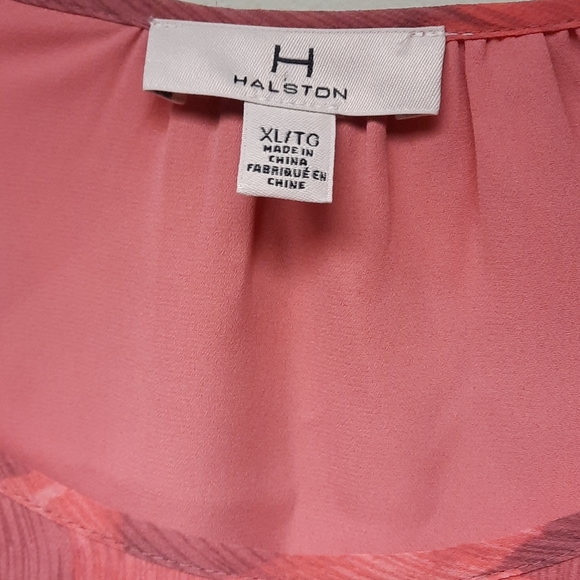 H
HALSTON
XL/TG
MADE IN
CHINA
FABRIQUÉ EN
CHINE